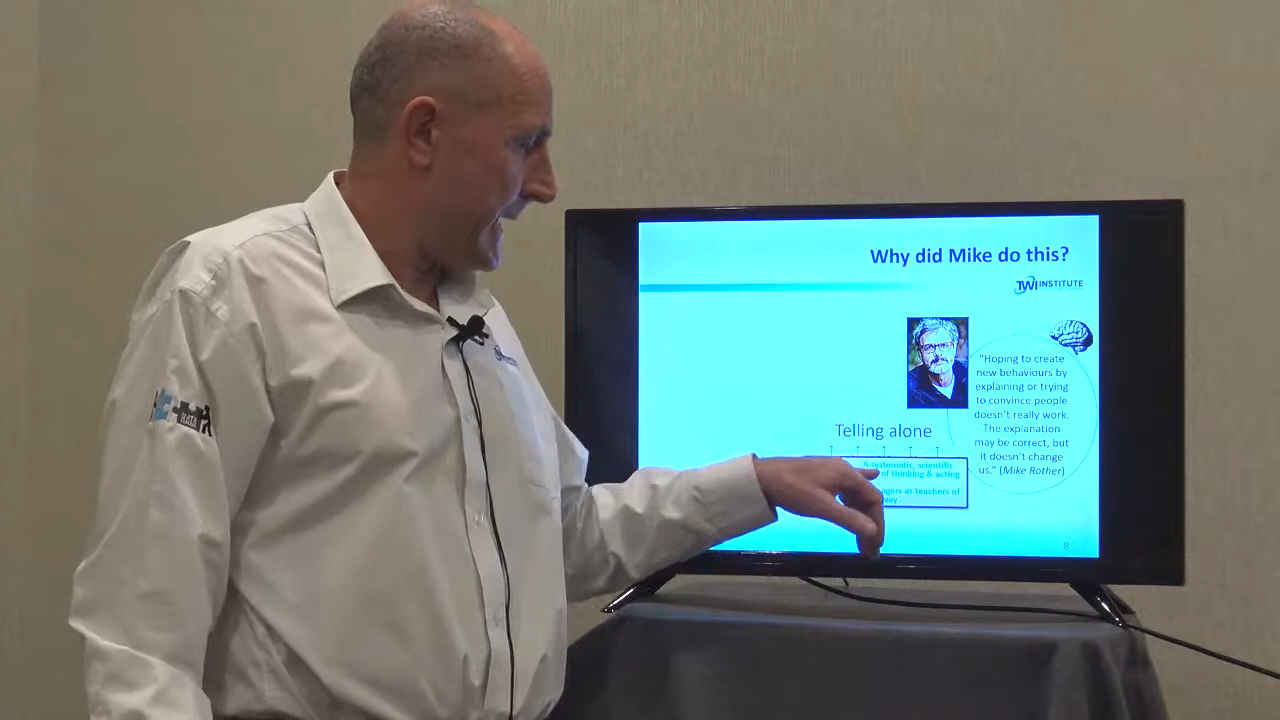 Why did Mike do this?
TWI INSTITUTE
"Hoping to create
new behaviours by
explaining or trying
to convince people
doesn't really work.
The explanation
may be correct, but
it doesn't change
us." (Mike Rother)
Telling alone
A systematic, scientific
of thinking & acting
as teachers of
8
KATA